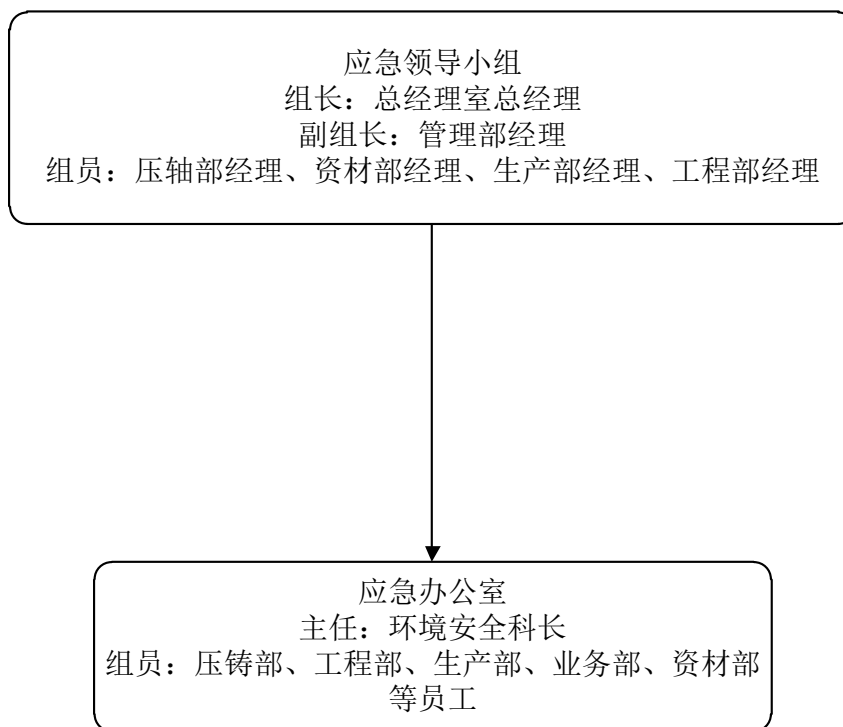 应急领导小组
组长：总经理室总经理
副组长：管理部经理
组员：压轴部经理、资材部经理、生产部经理、工程部经理
应急办公室
主任：环境安全科长
组员：压铸部、工程部、生产部、业务部、资材部
等员工